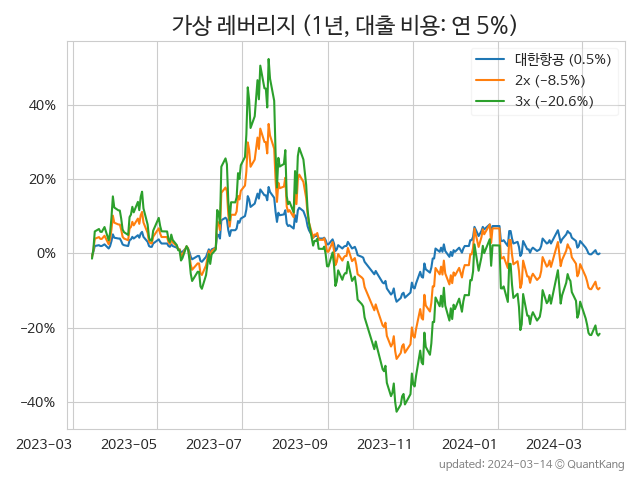 가상 레버리지 (1년, 대출 비용: 연 5%)
대한항공 (0.5%)
2x (−8.5%)
3x (−20.6%)
40%
20%
0%
−20%
−40%
2023-03 2023-05 2023-07 2023-09 2023-11 2024-01 2024-03
updated: 2024-03-14 © QuantKang